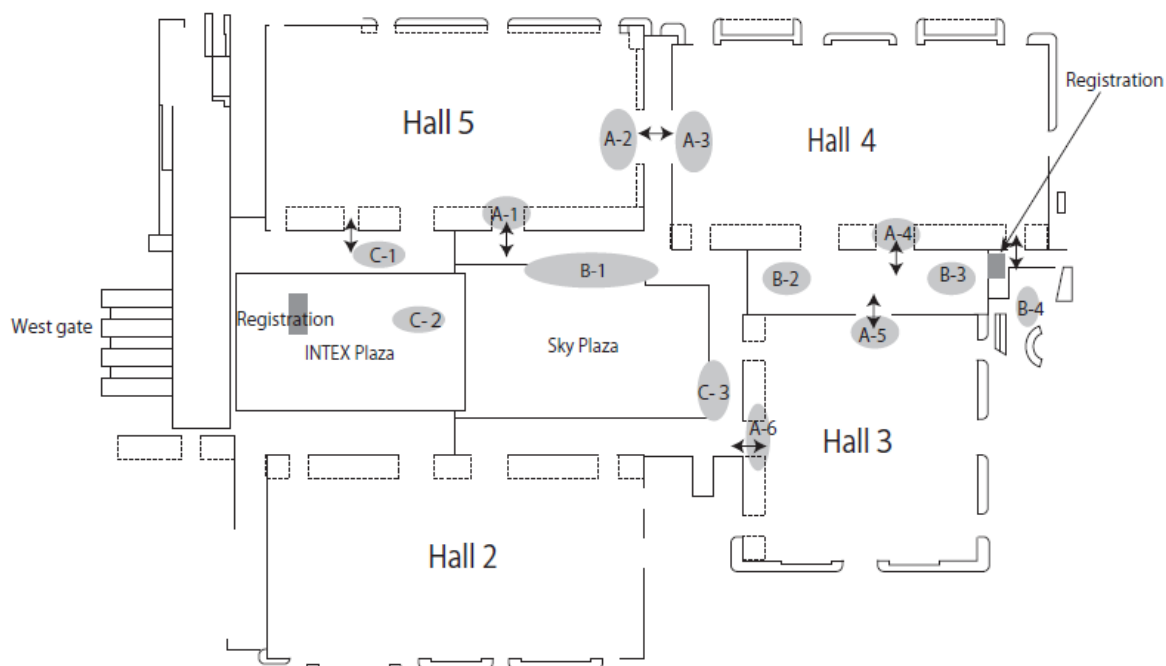 Registration
Hall 5
A-2
A-3
Hall 4
A-1
A-4
C-1
B-1
B-2
B-3
B-4
West gate
Registration
C- 2
INTEX Plaza
Sky Plaza
A-5
C- 3
A-6
Hall 3
Hall 2